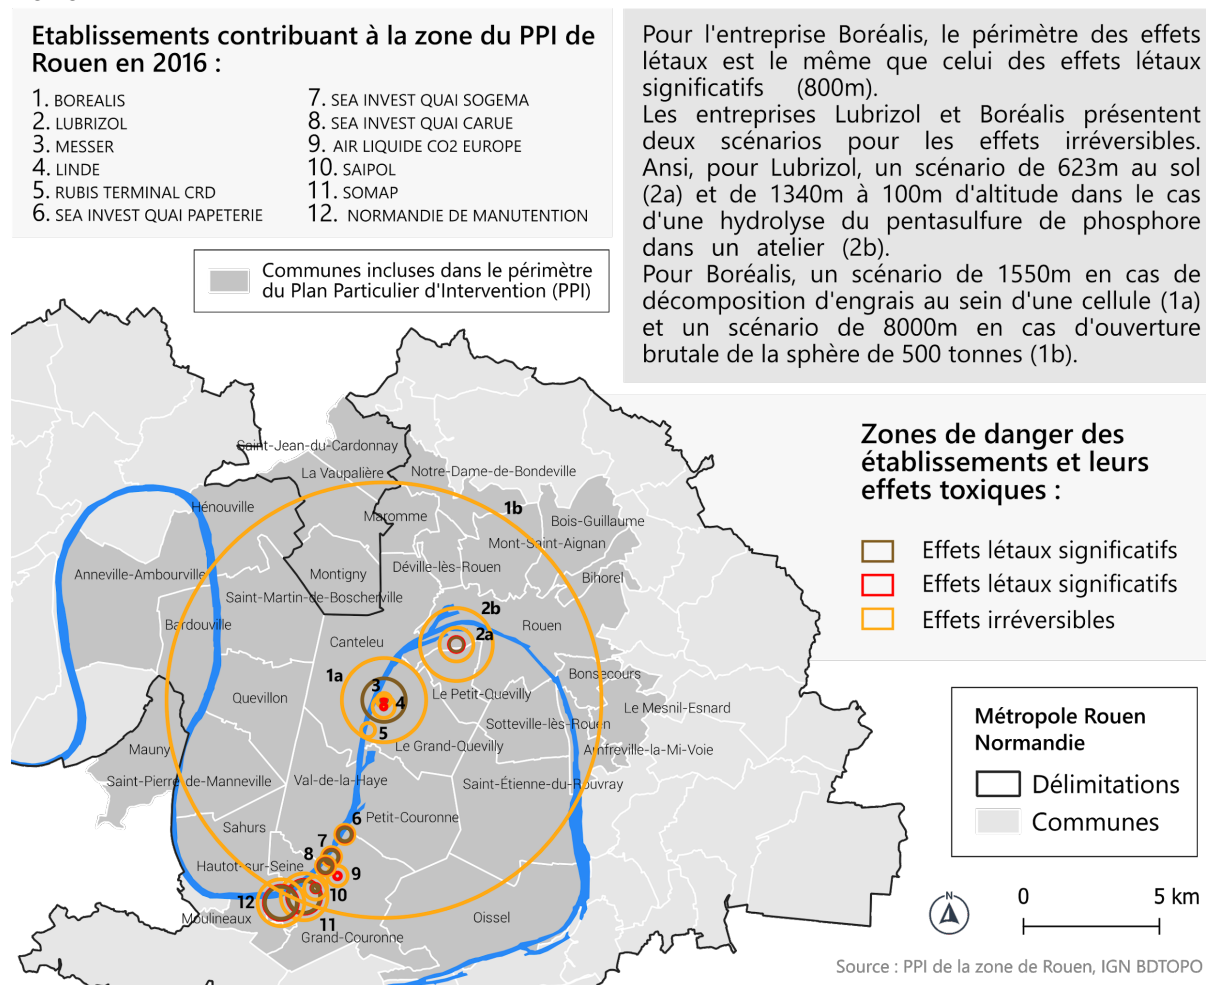 Etablissements contribuant à la zone du PPI de
Rouen en 2016 :
1. BOREALIS
2. LUBRIZOL
3. MESSER
4. LINDE
5. RUBIS TERMINAL CRD
6. SEA INVEST QUAI PAPETERIE
7. SEA INVEST QUAI SOGEMA
8. SEA INVEST QUAI CARUE
9. AIR LIQUIDE CO2 EUROPE
10. SAIPOL
11. SOMAP
12. NORMANDIE DE MANUTENTION
Pour l'entreprise Boréalis, le périmètre des effets
létaux est le même que celui des effets létaux
significatifs (800m).
Les entreprises Lubrizol et Boréalis présentent
deux scénarios pour les effets irréversibles.
Ansi, pour Lubrizol, un scénario de 623m au sol
(2a) et de 1340m à 100m d'altitude dans le cas
d'une hydrolyse du pentasulfure de phosphore
dans un atelier (2b).
Pour Boréalis, un scénario de 1550m en cas de
décomposition d'engrais au sein d'une cellule (1a)
et un scénario de 8000m en cas d'ouverture
brutale de la sphère de 500 tonnes (1b).
Communes incluses dans le périmètre
du Plan Particulier d'Intervention (PPI)
Zones de danger des
établissements et leurs
effets toxiques :
Effets létaux significatifs
Effets létaux significatifs
Effets irréversibles
Saint-Jean-du-Cardonnay
La Vaupalière
Notre-Dame-de-Bondeville
Hénouville
Maromme
1b
Bois-Guillaume
Mont-Saint-Aignan
Anneville-Ambourville
Montigny
Déville-lès-Rouen
Bihorel
Saint-Martin-de-Boscherville
2b
Bardouville
Canteleu
2a
Rouen
1a
3
4
Bonsecours
Quevillon
Le Petit-Quevilly
Le Mesnil-Esnard
Sotteville-lès-Rouen
5
Le Grand-Quevilly
Amfreville-la-Mi-Voie
Mauny
Saint-Pierre-de-Manneville
Val-de-la-Haye
Saint-Étienne-du-Rouvray
6
Petit-Couronne
Sahurs
7
8
Hautot-sur-Seine
9
10
12
11
Moulineaux
Oissel
Grand-Couronne
Métropole Rouen
Normandie
Délimitations
Communes
N
0
5 km
Source : PPI de la zone de Rouen, IGN BDTOPO